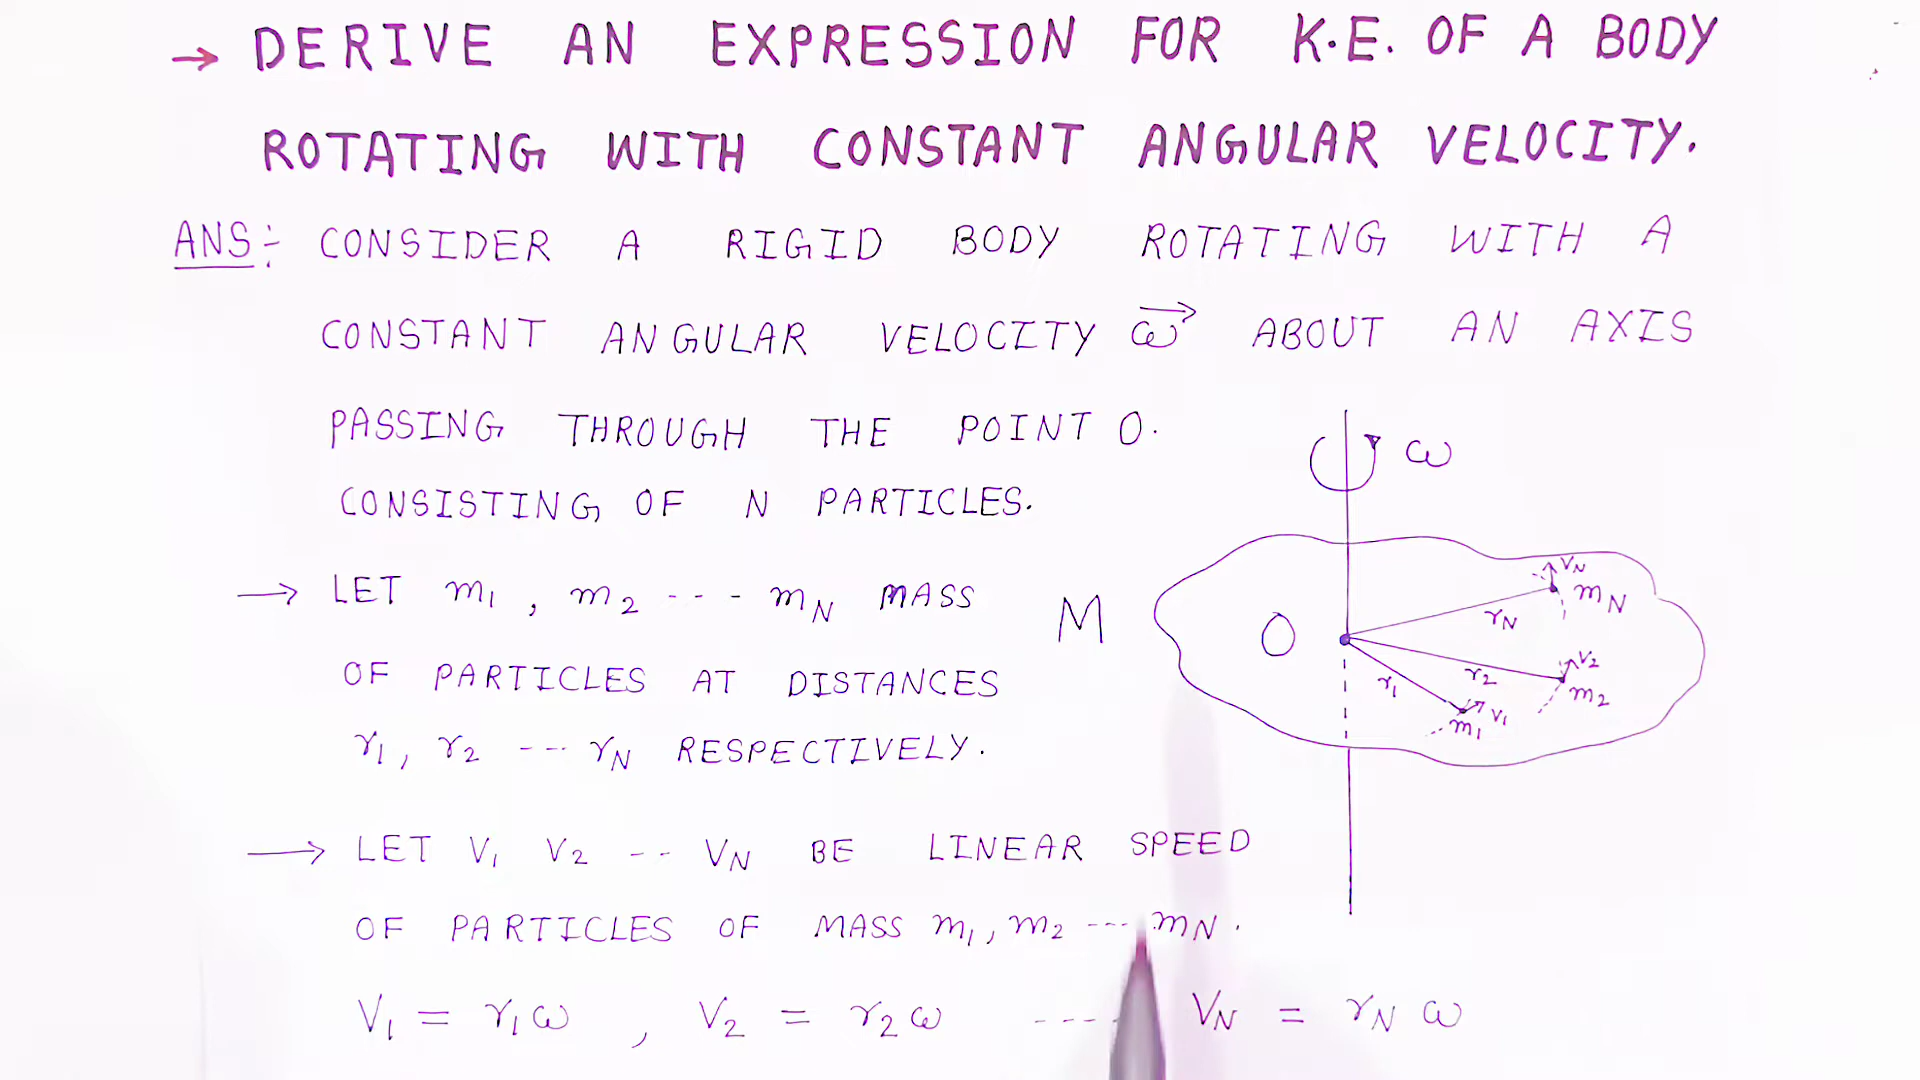 → DERIVE AN EXPRESSION FOR K.E. OF A BODY
ROTATING WITH CONSTANT ANGULAR VELOCITY.
ANS:- CONSIDER A RIGID BODY ROTATING WITH A
CONSTANT ANGULAR VELOCITY ω⃗ ABOUT AN AXIS
PASSING THROUGH THE POINT O.
CONSISTING OF N PARTICLES.
→ LET m1, m2 --- mN MASS
OF PARTICLES AT DISTANCES
r1, r2 --- rN RESPECTIVELY.
→ LET V1 V2 -- VN BE LINEAR SPEED
OF PARTICLES OF MASS m1, m2 --- mN.
V1 = r1ω , V2 = r2ω ---- VN = rN ω
ω
M
O
VN
mN
rN
V2
r2
m2
r1
V1
m1